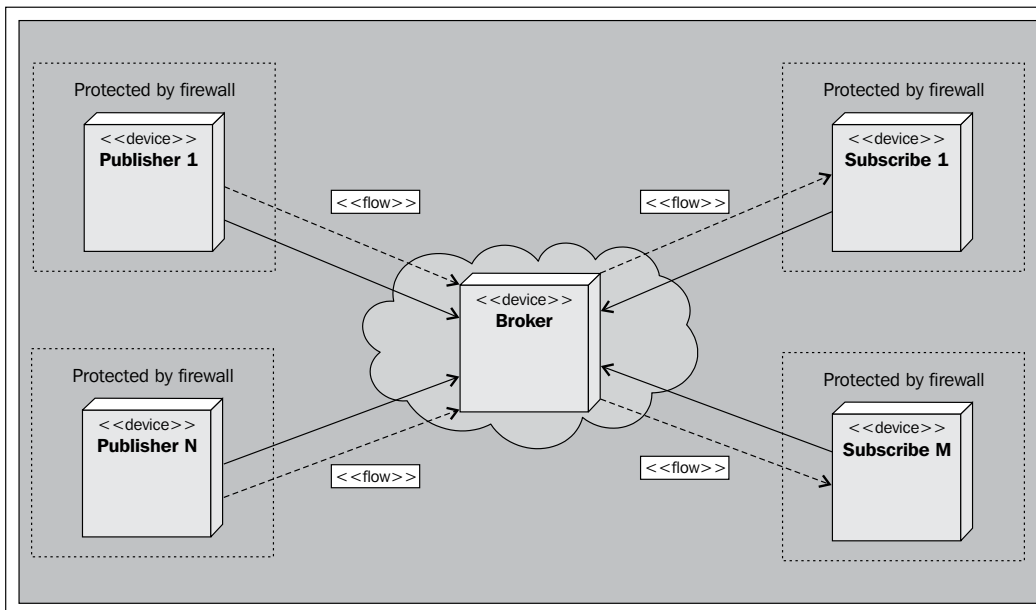 Protected by firewall
<<device>>
Publisher 1
<<flow>>
<<flow>>
Protected by firewall
<<device>>
Subscribe 1
<<device>>
Broker
Protected by firewall
<<device>>
Publisher N
<<flow>>
<<flow>>
Protected by firewall
<<device>>
Subscribe M